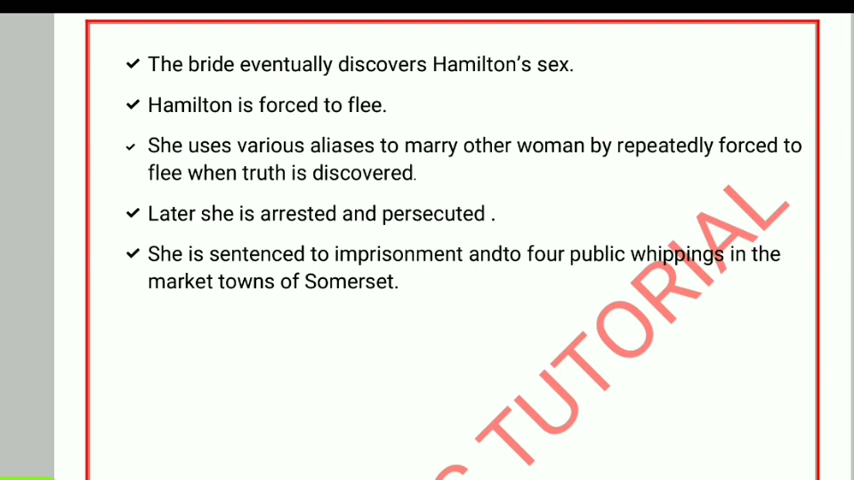 ✔ The bride eventually discovers Hamilton's sex.
✔ Hamilton is forced to flee.
✔ She uses various aliases to marry other woman by repeatedly forced to
flee when truth is discovered.
✔ Later she is arrested and persecuted .
✔ She is sentenced to imprisonment andto four public whippings in the
market towns of Somerset.
TUTORIAL